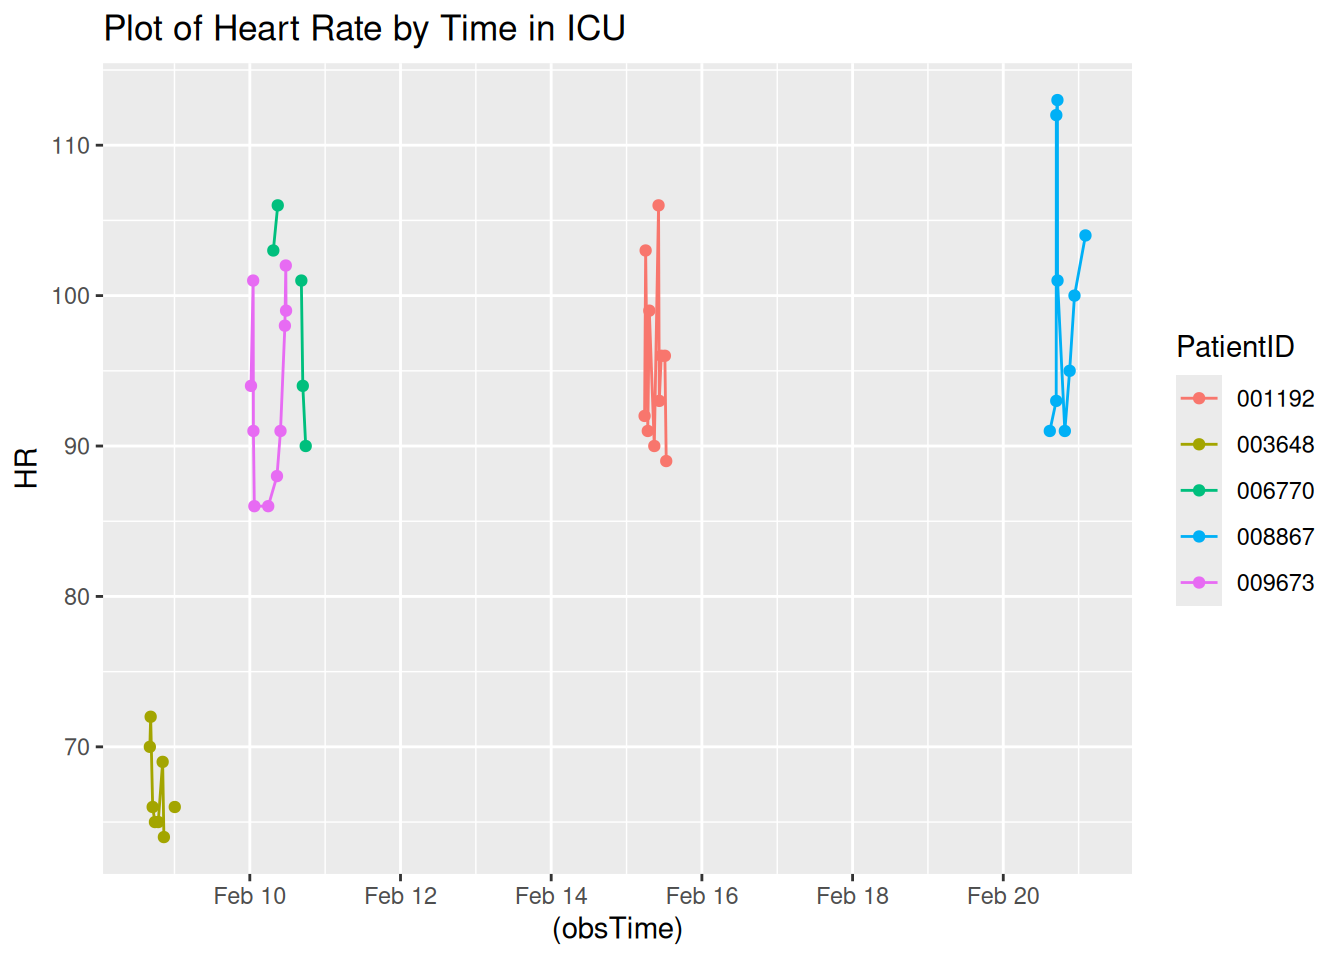 Plot of Heart Rate by Time in ICU
HR
110
100
90
80
70
Feb 10
Feb 12
Feb 14
Feb 16
Feb 18
Feb 20
(obsTime)
PatientID
001192
003648
006770
008867
009673